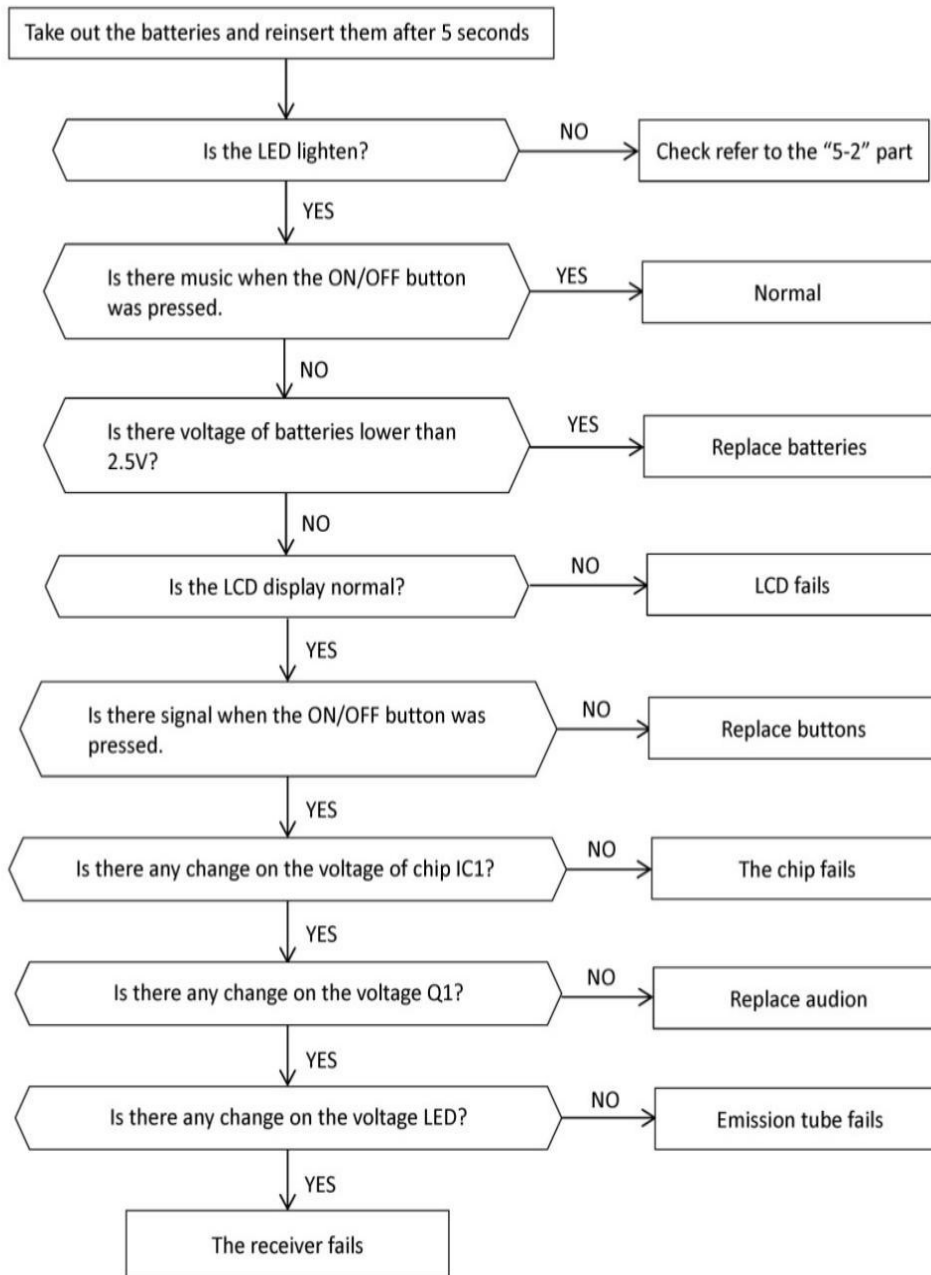 Take out the batteries and reinsert them after 5 seconds
Is the LED lighten?
NO
Check refer to the “5-2” part
YES
Is there music when the ON/OFF button
was pressed.
YES
Normal
NO
Is there voltage of batteries lower than
2.5V?
YES
Replace batteries
NO
Is the LCD display normal?
NO
LCD fails
YES
Is there signal when the ON/OFF button was
pressed.
NO
Replace buttons
YES
Is there any change on the voltage of chip IC1?
NO
The chip fails
YES
Is there any change on the voltage Q1?
NO
Replace audion
YES
Is there any change on the voltage LED?
NO
Emission tube fails
YES
The receiver fails